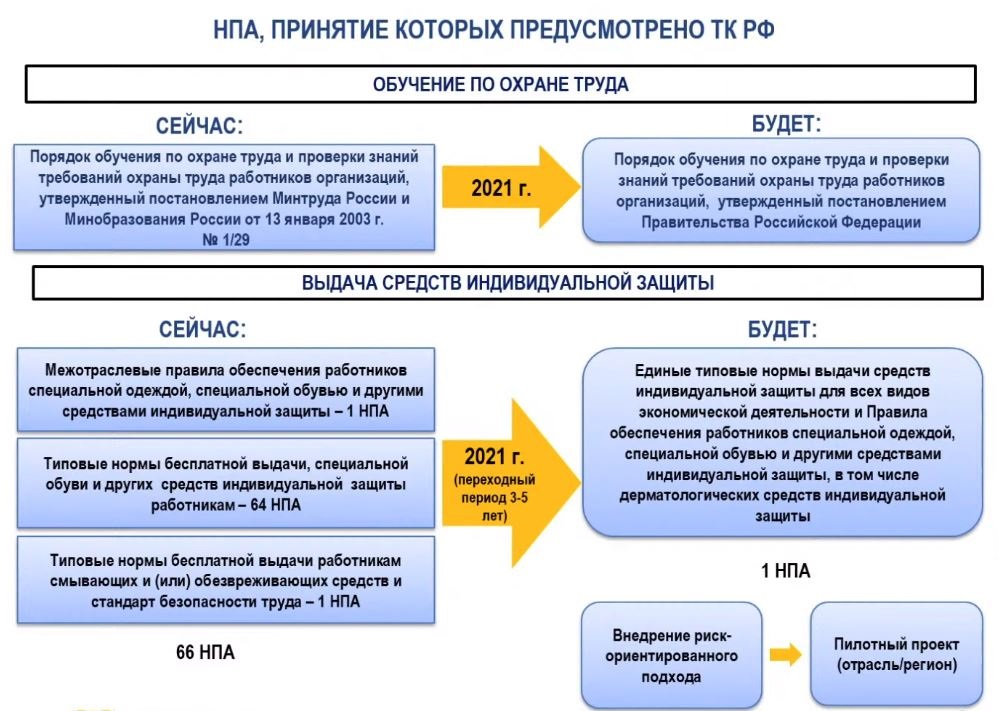 НПА, ПРИНЯТИЕ КОТОРЫХ ПРЕДУСМОТРЕНО ТК РФ
ОБУЧЕНИЕ ПО ОХРАНЕ ТРУДА
СЕЙЧАС:
Порядок обучения по охране труда и проверки знаний
требований охраны труда работников организаций,
утвержденный постановлением Минтруда России и
Минобразования России от 13 января 2003 г.
№ 1/29
2021 г.
БУДЕТ:
Порядок обучения по охране труда и проверки
знаний требований охраны труда работников
организаций, утвержденный постановлением
Правительства Российской Федерации
ВЫДАЧА СРЕДСТВ ИНДИВИДУАЛЬНОЙ ЗАЩИТЫ
СЕЙЧАС:
Межотраслевые правила обеспечения работников
специальной одеждой, специальной обувью и другими
средствами индивидуальной защиты – 1 НПА
Типовые нормы бесплатной выдачи, специальной
обуви и других средств индивидуальной защиты
работникам – 64 НПА
Типовые нормы бесплатной выдачи работникам
смывающих и (или) обезвреживающих средств и
стандарт безопасности труда – 1 НПА
66 НПА
2021 г.
(переходный
период 3-5
лет)
БУДЕТ:
Единые типовые нормы выдачи средств
индивидуальной защиты для всех видов
экономической деятельности и Правила
обеспечения работников специальной одеждой,
специальной обувью и другими средствами
индивидуальной защиты, в том числе
дерматологических средств индивидуальной
защиты
1 НПА
Внедрение риск-
ориентированного
подхода
Пилотный проект
(отрасль/регион)